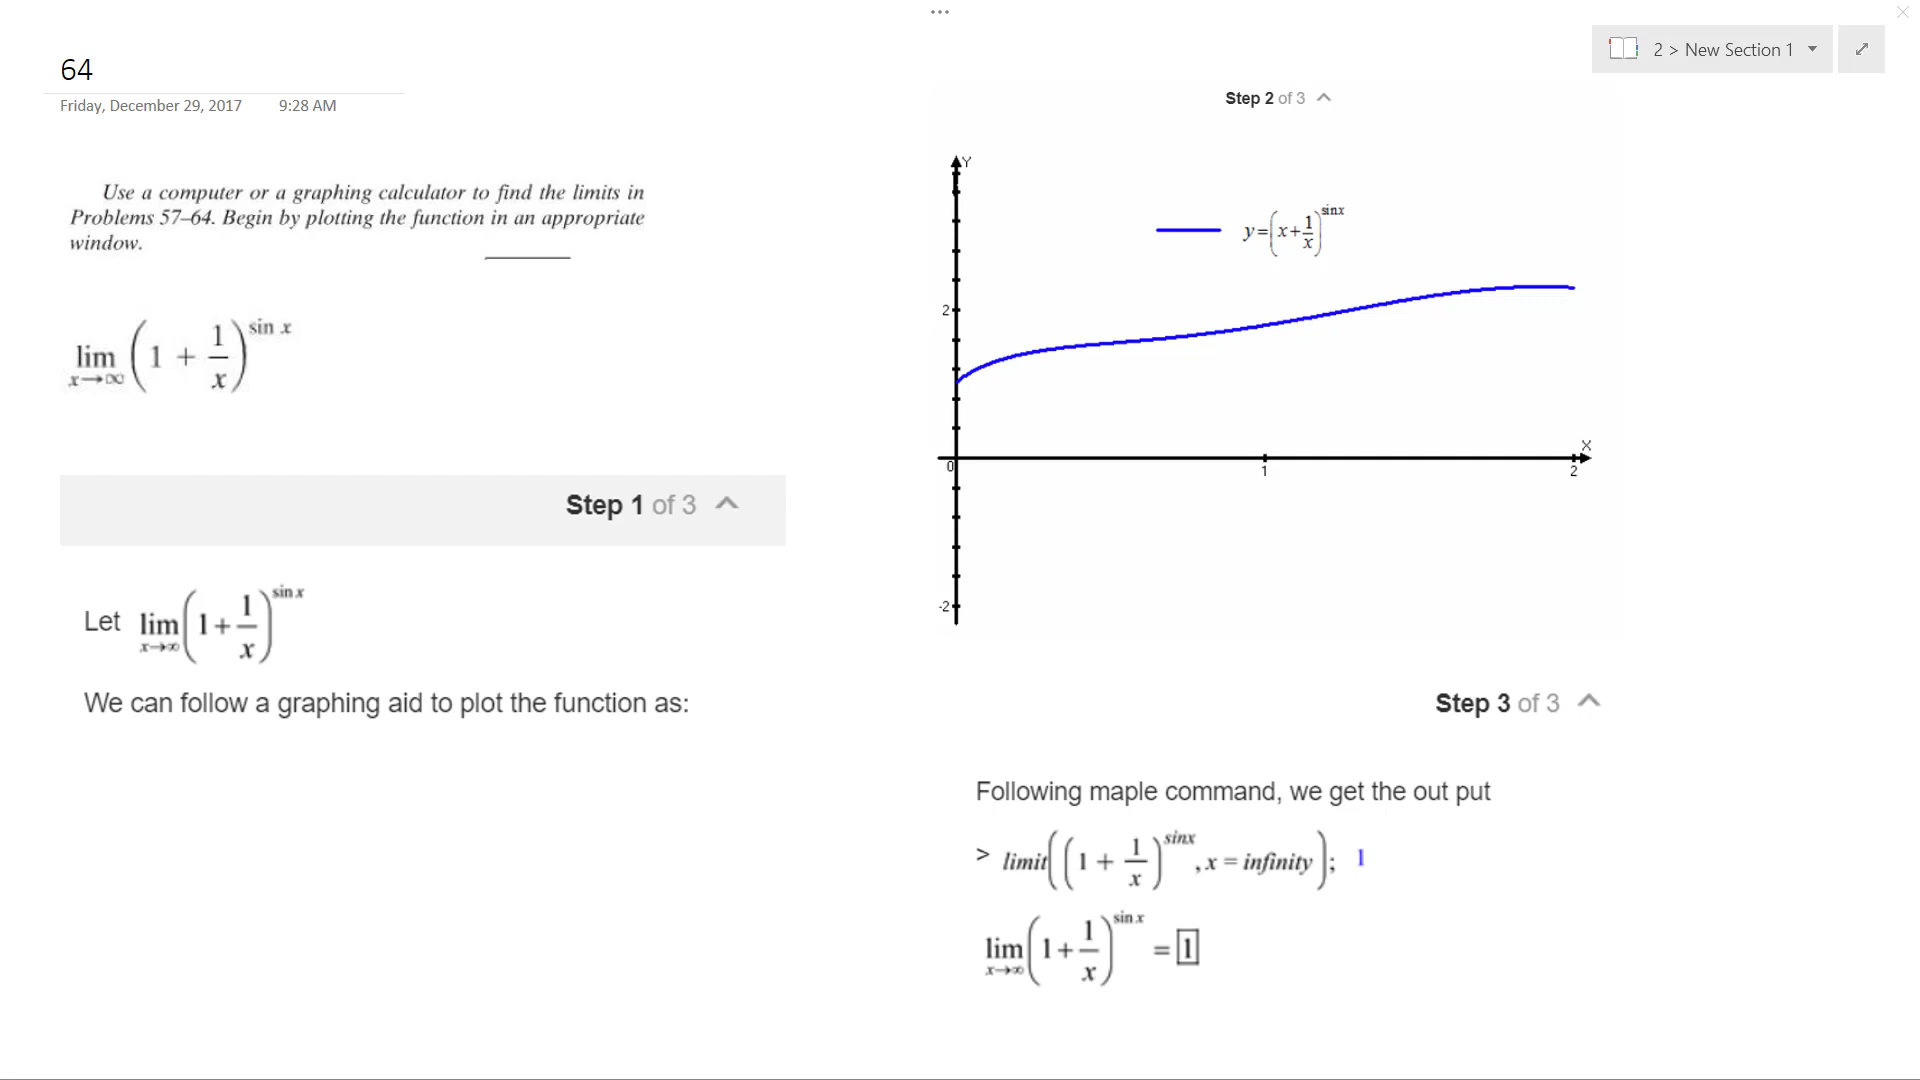 ...
2 > New Section 1
64
Friday, December 29, 2017 9:28 AM
Use a computer or a graphing calculator to find the limits in
Problems 57–64. Begin by plotting the function in an appropriate
window.
lim x→∞ (1 + 1/x)^sin x
Step 1 of 3
Let lim x→∞ (1+1/x)^sin x
We can follow a graphing aid to plot the function as:
Step 2 of 3
Y
y=(x+1/x)^sinx
2
X
0
1
2
-2
Step 3 of 3
Following maple command, we get the out put
> limit((1 + 1/x)^sinx, x = infinity); 1
lim x→∞ (1+1/x)^sin x = 1